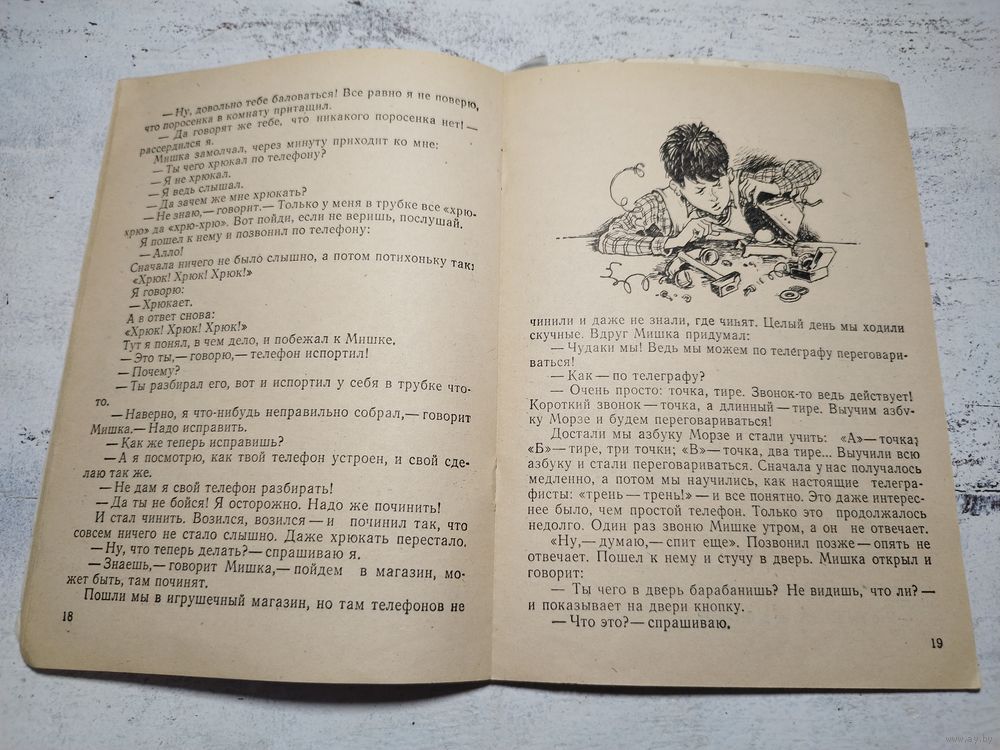 — Ну, довольно тебе баловаться! Все равно я не поверю,
что поросенка в комнату притащил.
— Да говорят же тебе, что никакого поросенка нет! —
рассердился я.
Мишка замолчал, через минуту приходит ко мне:
— Ты чего хрюкал по телефону?
— Я не хрюкал.
— Я ведь слышал.
— Да зачем же мне хрюкать?
— Не знаю,— говорит.— Только у меня в трубке все «хрю-
хрю» да «хрю-хрю». Вот пойди, если не веришь, послушай.
Я пошел к нему и позвонил по телефону:
— Алло!
Сначала ничего не было слышно, а потом потихоньку так:
«Хрюк! Хрюк! Хрюк!»
Я говорю:
— Хрюкает.
А в ответ снова:
«Хрюк! Хрюк! Хрюк!»
Тут я понял, в чем дело, и побежал к Мишке.
— Это ты,— говорю,— телефон испортил!
— Почему?
— Ты разбирал его, вот и испортил у себя в трубке что-
то.
— Наверно, я что-нибудь неправильно собрал,— говорит
Мишка.— Надо исправить.
— Как же теперь исправишь?
— А я посмотрю, как твой телефон устроен, и свой сде-
лаю так же.
— Не дам я свой телефон разбирать!
— Да ты не бойся! Я осторожно. Надо же починить!
И стал чинить. Возился, возился — и починил так, что
совсем ничего не стало слышно. Даже хрюкать перестало.
— Ну, что теперь делать?— спрашиваю я.
— Знаешь,— говорит Мишка,— пойдем в магазин, мо-
жет быть, там починят.
Пошли мы в игрушечный магазин, но там телефонов не
18
чинили и даже не знали, где чинят. Целый день мы ходили
скучные. Вдруг Мишка придумал:
— Чудаки мы! Ведь мы можем по телеграфу переговари-
ваться!
— Как — по телеграфу?
— Очень просто: точка, тире. Звонок-то ведь действует!
Короткий звонок — точка, а длинный — тире. Выучим азбу-
ку Морзе и будем переговариваться!
Достали мы азбуку Морзе и стали учить: «А»— точка;
«Б»— тире, три точки; «В»— точка, два тире... Выучили всю
азбуку и стали переговариваться. Сначала у нас получалось
медленно, а потом мы научились, как настоящие телегра-
фисты: «трень — трень!» — и все понятно. Это даже интерес-
нее было, чем простой телефон. Только это продолжалось
недолго. Один раз звоню Мишке утром, а он не отвечает.
«Ну,— думаю,— спит еще». Позвонил позже — опять не
отвечает. Пошел к нему и стучу в дверь. Мишка открыл и
говорит:
— Ты чего в дверь барабанишь? Не видишь, что ли? —
и показывает на двери кнопку.
— Что это?— спрашиваю.
19
www.ay.by